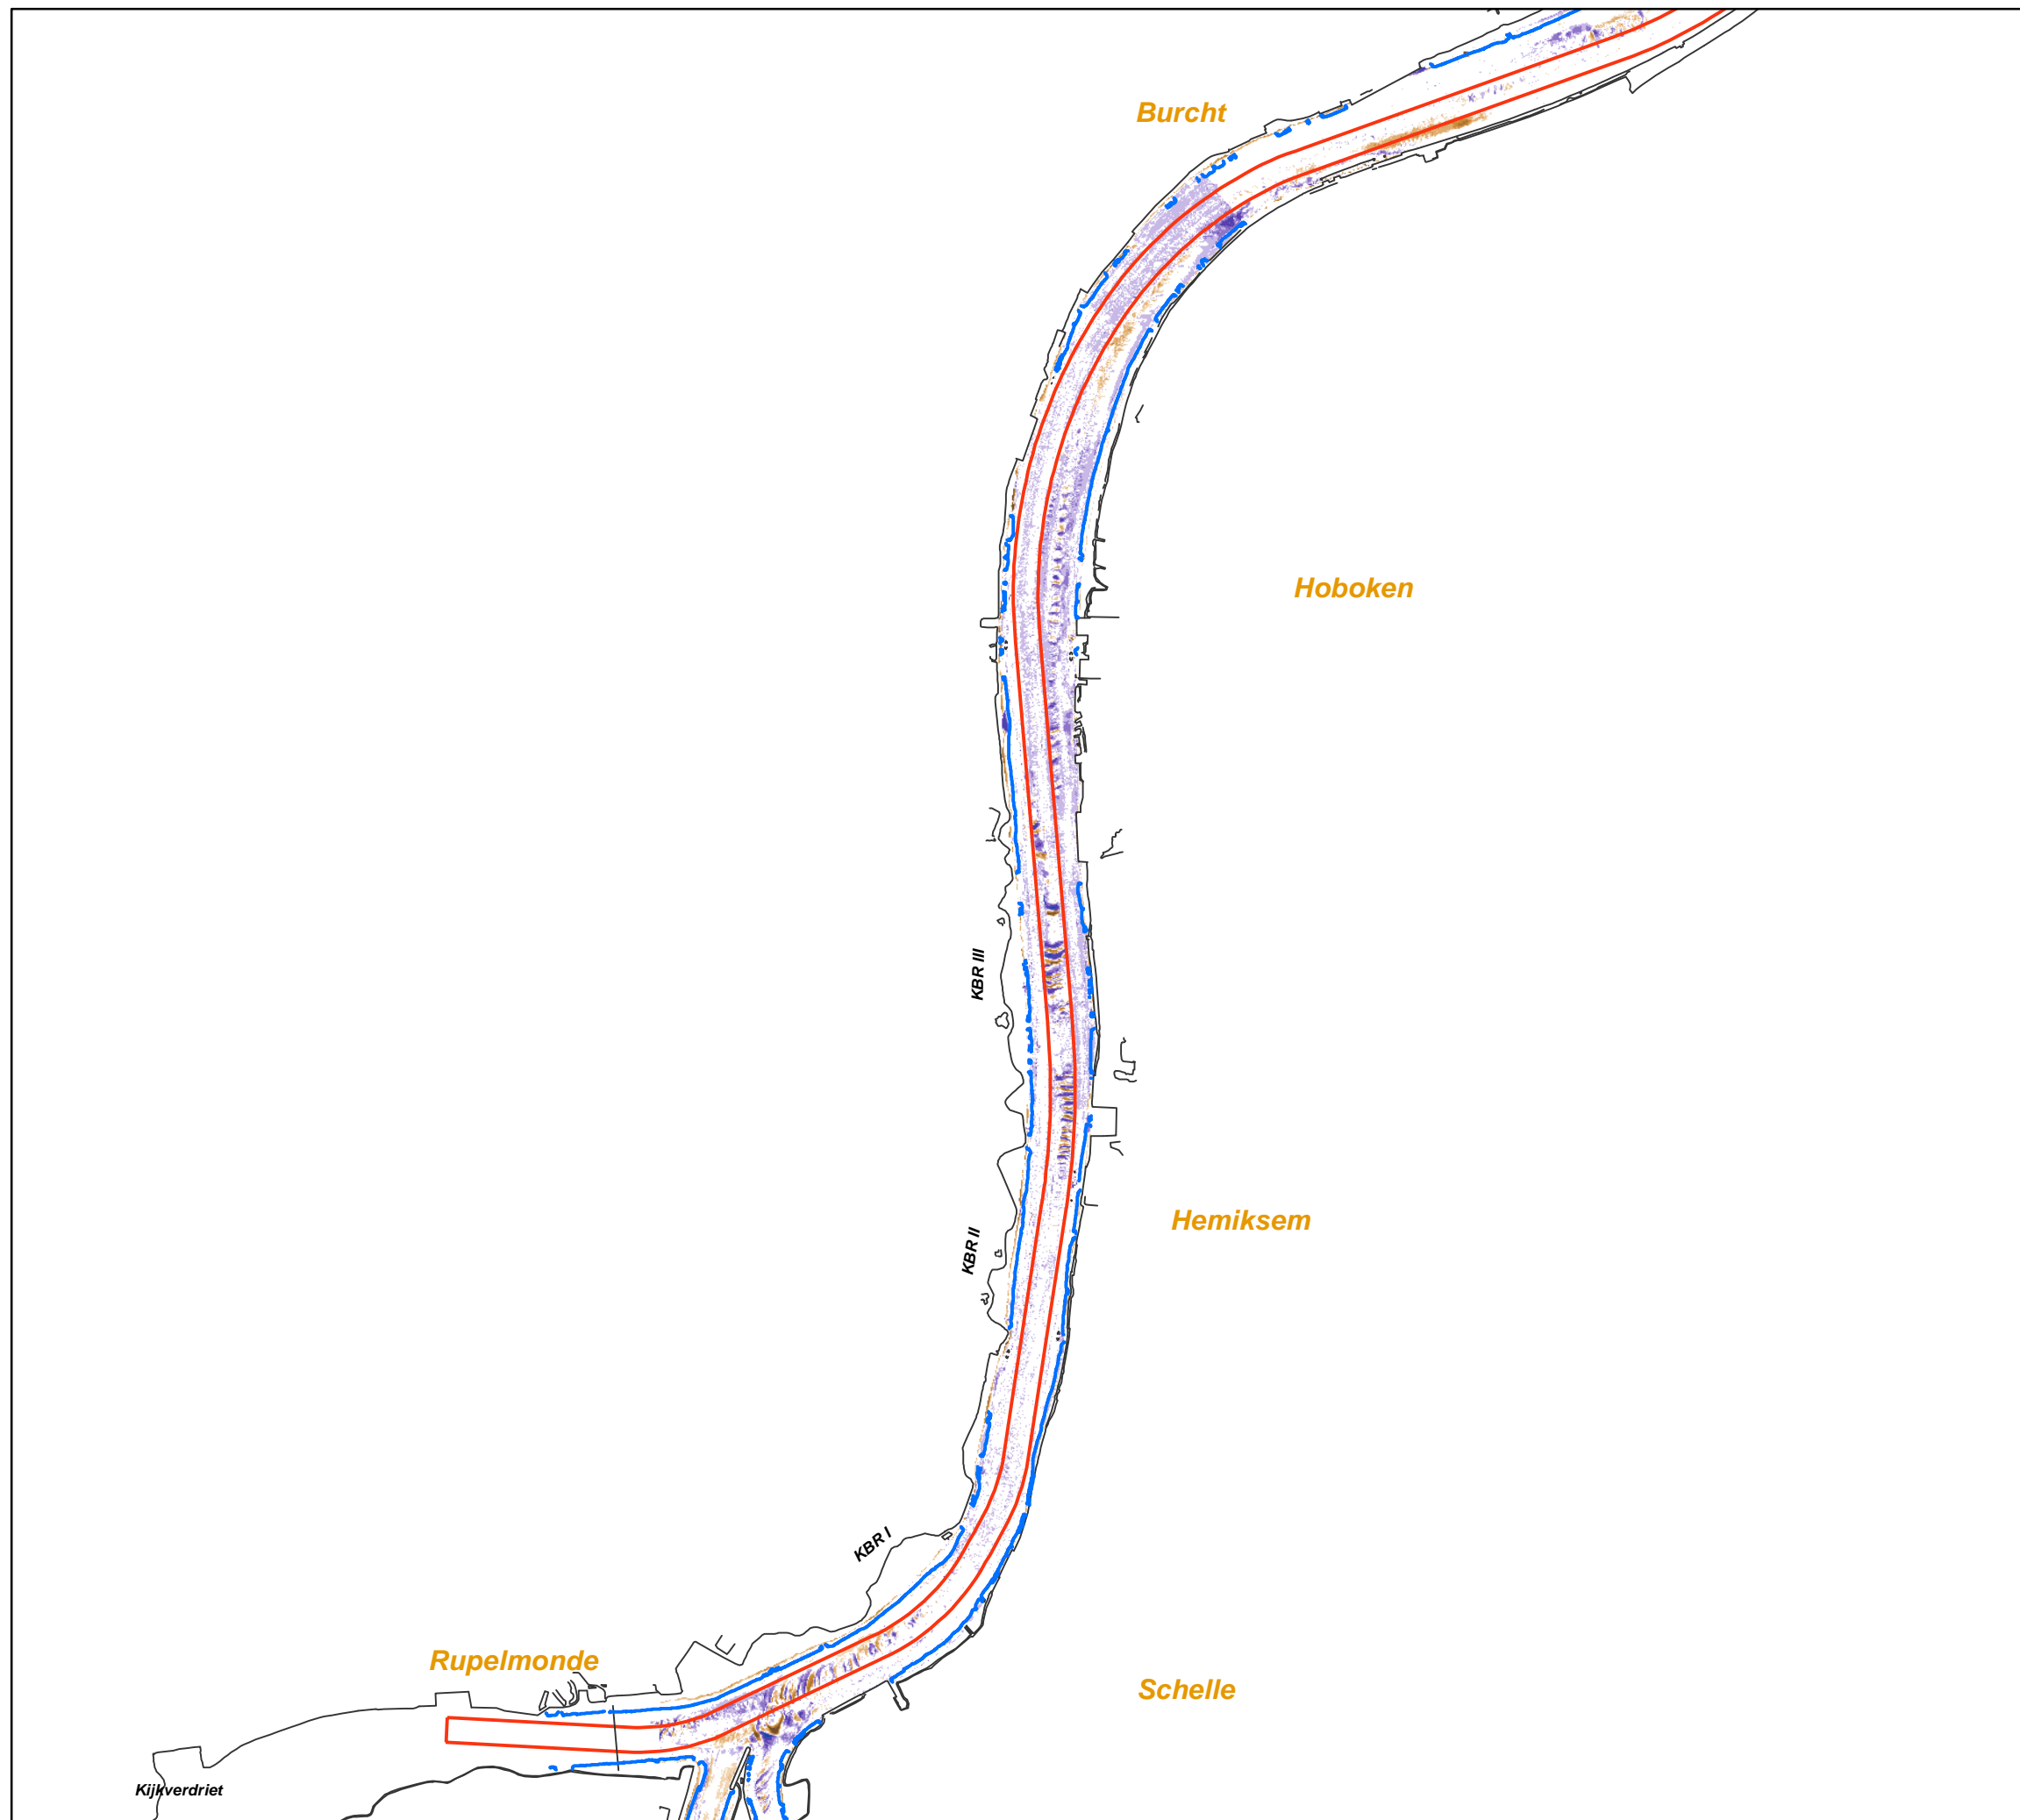 Burcht
Hoboken
KBR III
Hemiksem
KBR II
KBR I
Rupelmonde
Schelle
Kijkverdriet